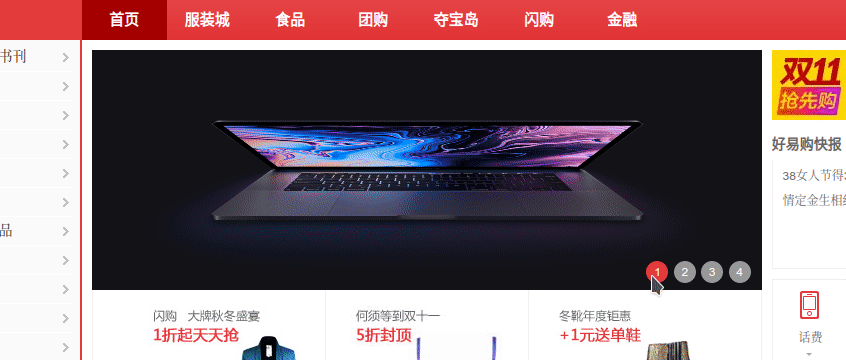 首页 服装城 食品 团购 夺宝岛 闪购 金融
书刊
品
1 2 3 4
双11
抢先购
好易购快报
38女人节得
情定金生相
闪购 大牌秋冬盛宴
1折起天天抢
何须等到双十一
5折封顶
冬靴年度钜惠
+1元送单鞋
话费